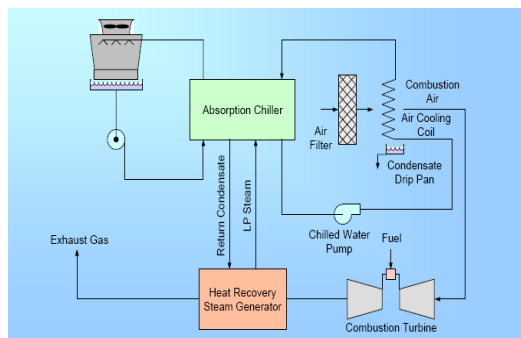 Absorption Chiller
Combustion
Air
Air Cooling
Coil
Air
Filter
Condensate
Drip Pan
Return Condensate
LP Steam
Chilled Water
Pump
Exhaust Gas
Fuel
Heat Recovery
Steam Generator
Combustion Turbine